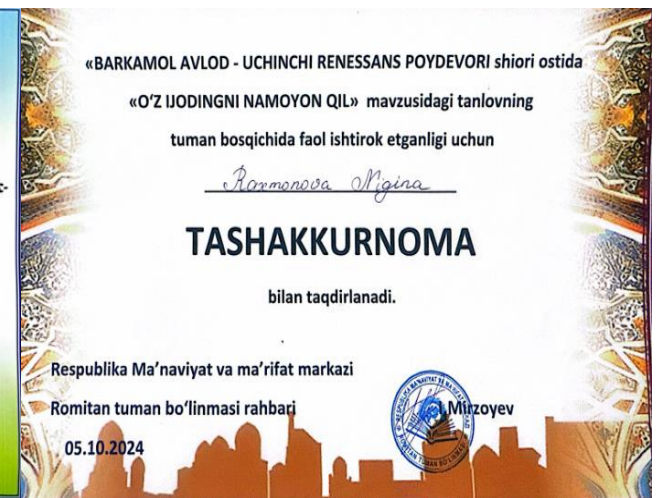 «BARKAMOL AVLOD - UCHINCHI RENESSANS POYDEVORI shiori ostida
«O‘Z IJODINGNI NAMOYON QIL» mavzusidagi tanlovning
tuman bosqichida faol ishtirok etganligi uchun
Raxmonova Nigina
TASHAKKURNOMA
bilan taqdirlanadi.
Respublika Ma’naviyat va ma’rifat markazi
Romitan tuman bo‘linmasi rahbari Mirzoyev
05.10.2024